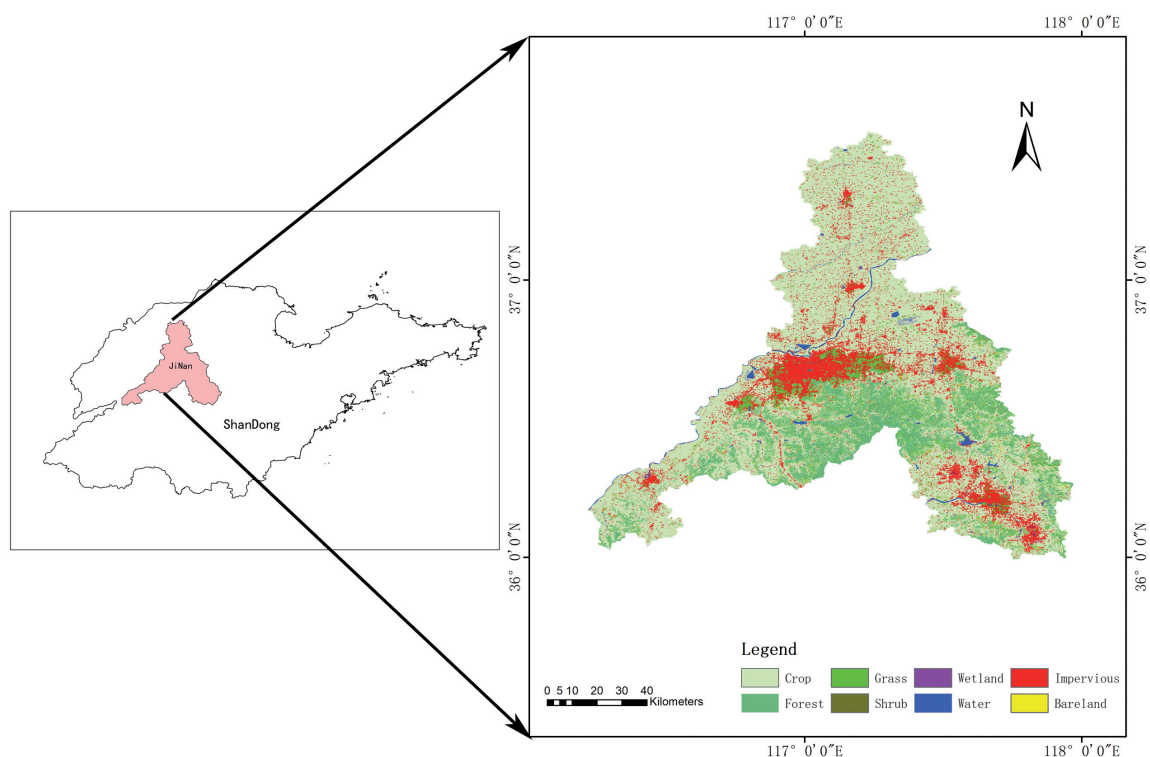 117° 0′0″E
118° 0′0″E
N
37° 0′0″N
37° 0′0″N
JiNan
ShanDong
36° 0′0″N
36° 0′0″N
Legend
Crop
Grass
Wetland
Impervious
Forest
Shrub
Water
Bareland
0 5 10 20 30 40
Kilometers
117° 0′0″E
118° 0′0″E